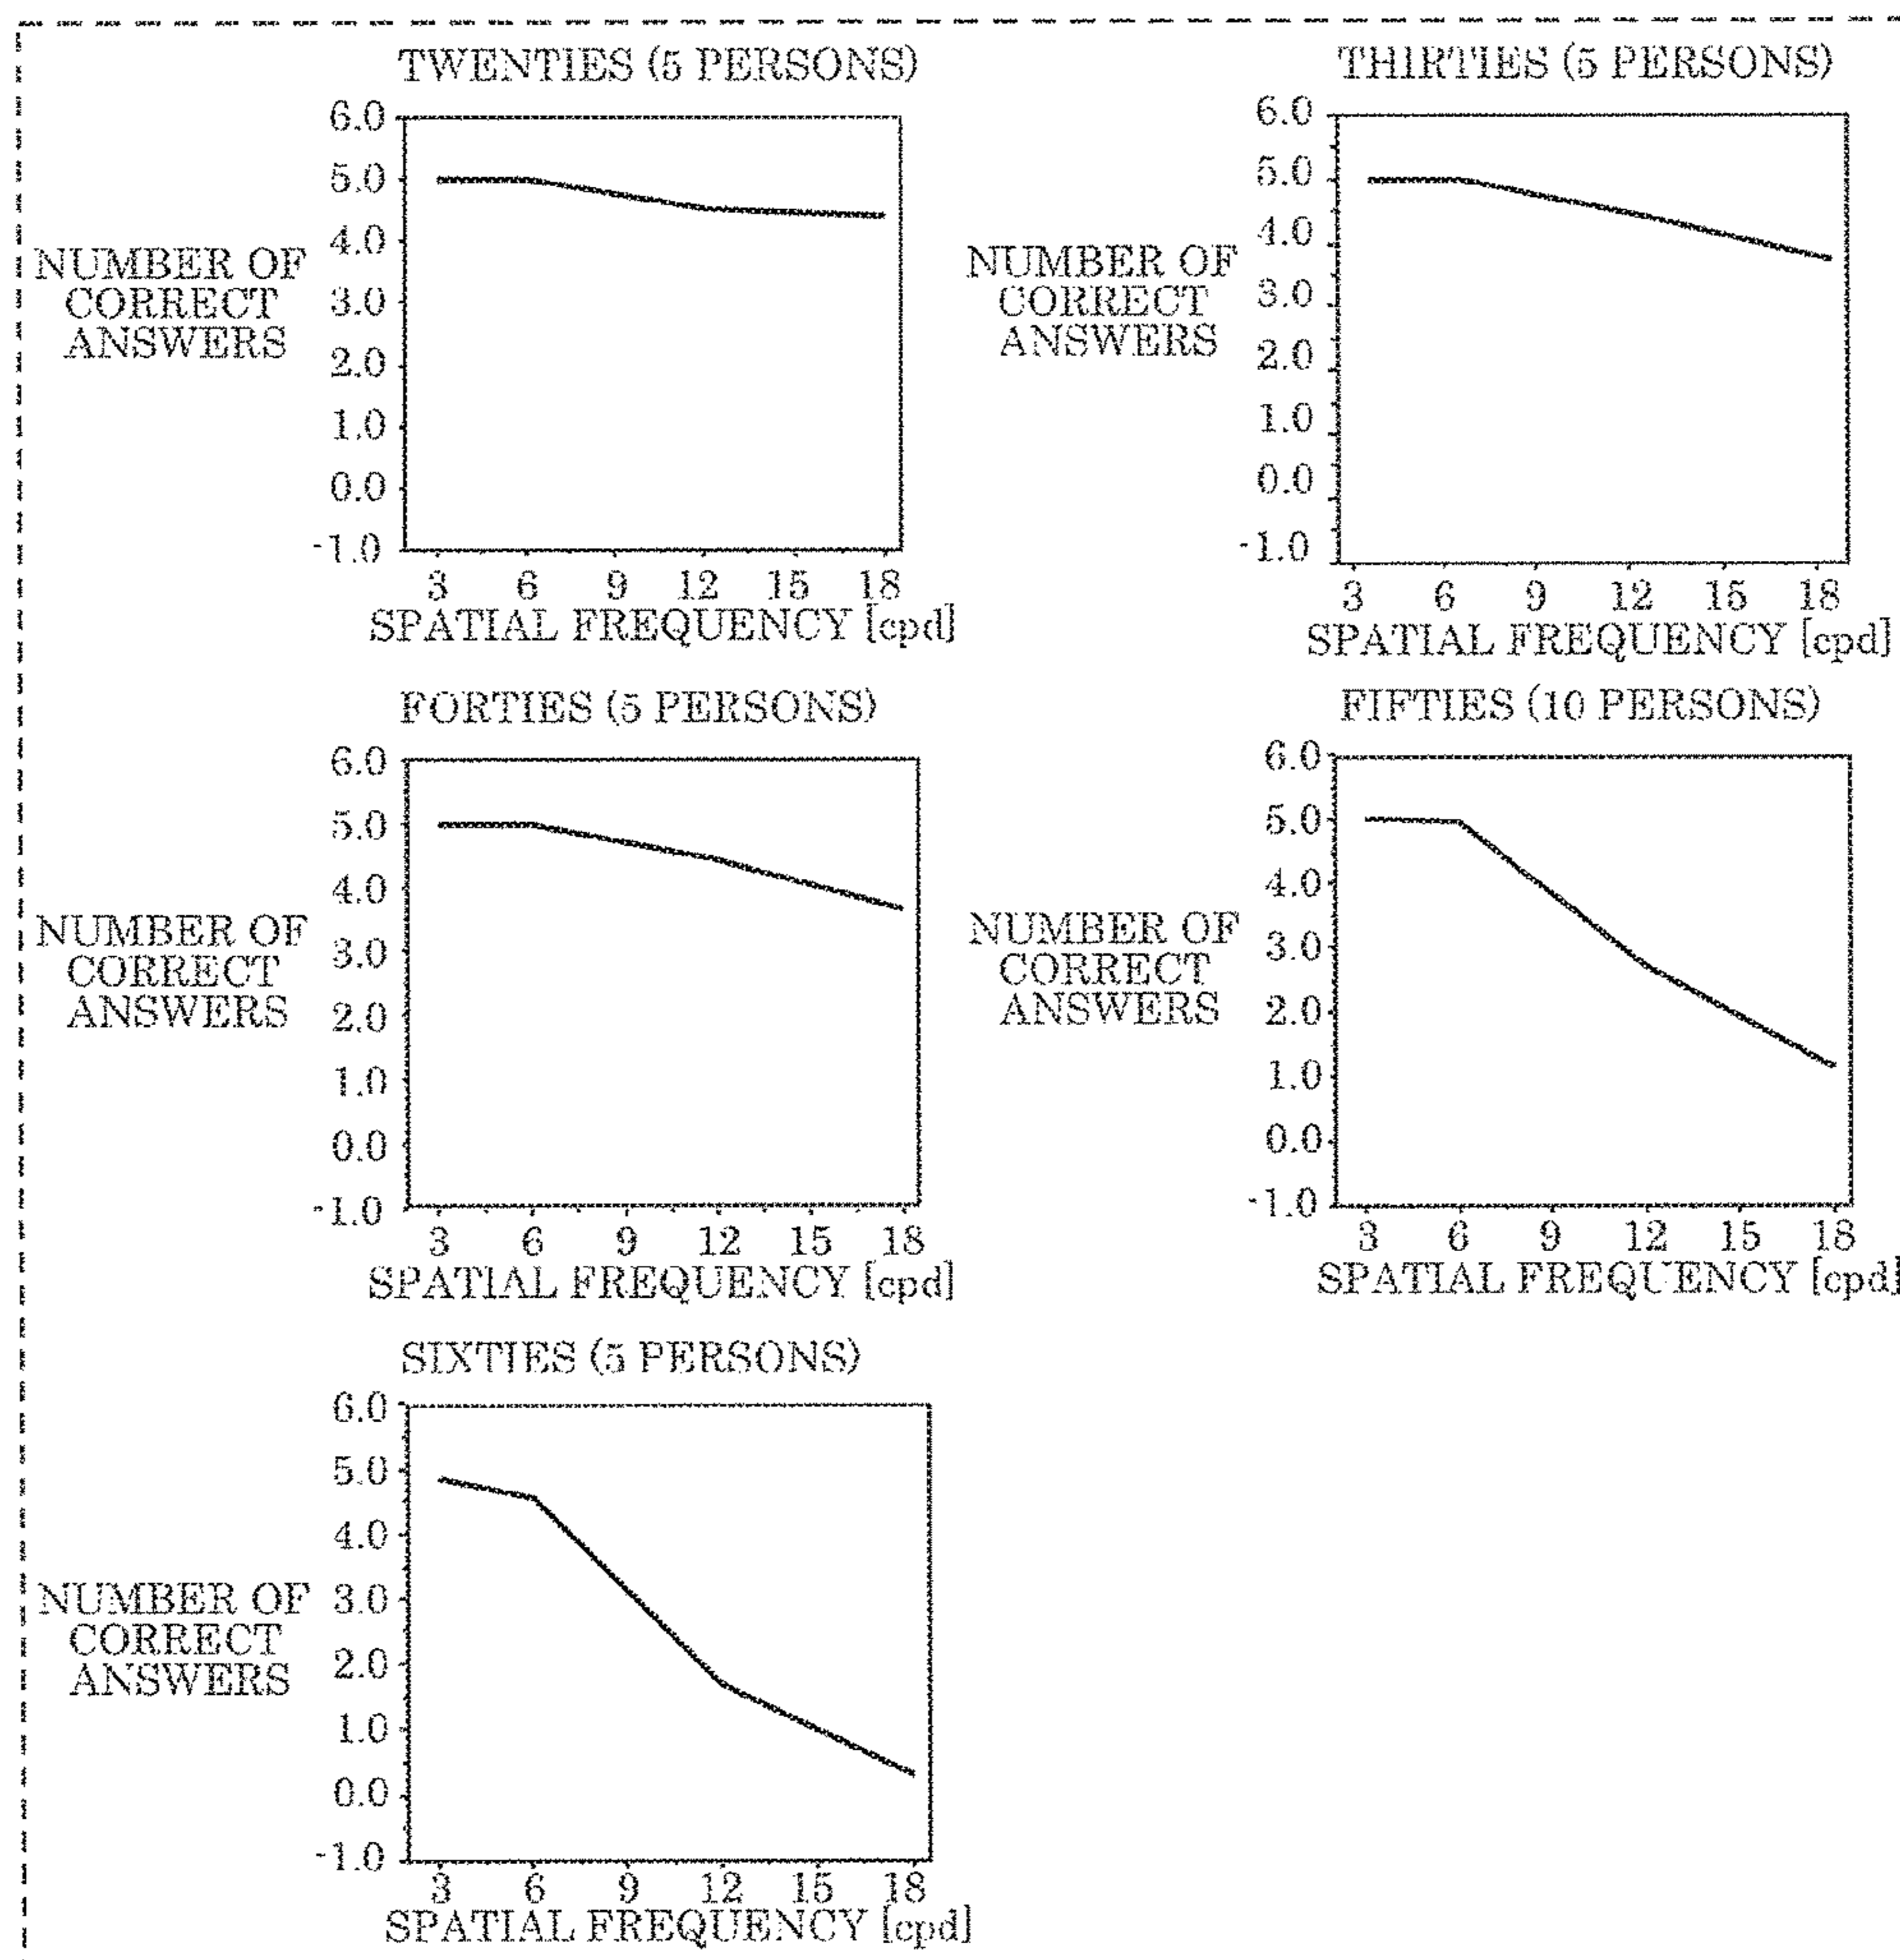 TWENTIES (5 PERSONS)
6.0
5.0
4.0
3.0
2.0
1.0
0.0
-1.0
NUMBER OF
CORRECT
ANSWERS
3 6 9 12 15 18
SPATIAL FREQUENCY [cpd]
THIRTIES (5 PERSONS)
6.0
5.0
4.0
3.0
2.0
1.0
0.0
-1.0
NUMBER OF
CORRECT
ANSWERS
3 6 9 12 15 18
SPATIAL FREQUENCY [cpd]
FORTIES (5 PERSONS)
6.0
5.0
4.0
3.0
2.0
1.0
0.0
-1.0
NUMBER OF
CORRECT
ANSWERS
3 6 9 12 15 18
SPATIAL FREQUENCY [cpd]
FIFTIES (10 PERSONS)
6.0
5.0
4.0
3.0
2.0
1.0
0.0
-1.0
NUMBER OF
CORRECT
ANSWERS
3 6 9 12 15 18
SPATIAL FREQUENCY [cpd]
SIXTIES (5 PERSONS)
6.0
5.0
4.0
3.0
2.0
1.0
0.0
-1.0
NUMBER OF
CORRECT
ANSWERS
3 6 9 12 15 18
SPATIAL FREQUENCY [cpd]